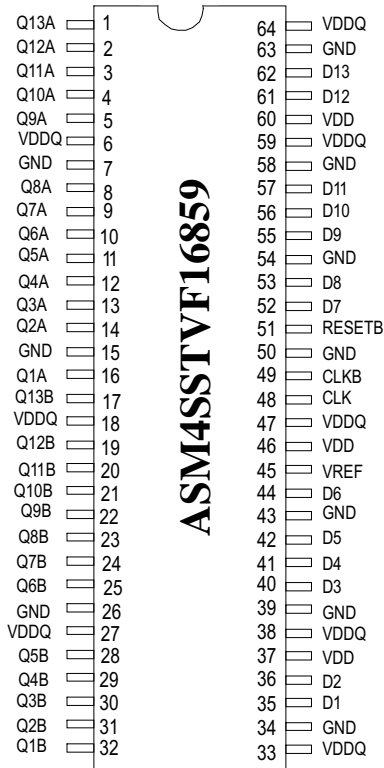 Q13A 1 64 VDDQ
Q12A 2 63 GND
Q11A 3 62 D13
Q10A 4 61 D12
Q9A 5 60 VDD
VDDQ 6 59 VDDQ
GND 7 58 GND
Q8A 8 57 D11
Q7A 9 56 D10
Q6A 10 55 D9
Q5A 11 54 GND
Q4A 12 53 D8
Q3A 13 52 D7
Q2A 14 51 RESETB
GND 15 50 GND
Q1A 16 49 CLKB
Q13B 17 48 CLK
VDDQ 18 47 VDDQ
Q12B 19 46 VDD
Q11B 20 45 VREF
Q10B 21 44 D6
Q9B 22 43 GND
Q8B 23 42 D5
Q7B 24 41 D4
Q6B 25 40 D3
GND 26 39 GND
VDDQ 27 38 VDDQ
Q5B 28 37 VDD
Q4B 29 36 D2
Q3B 30 35 D1
Q2B 31 34 GND
Q1B 32 33 VDDQ
ASM4SSTVF16859